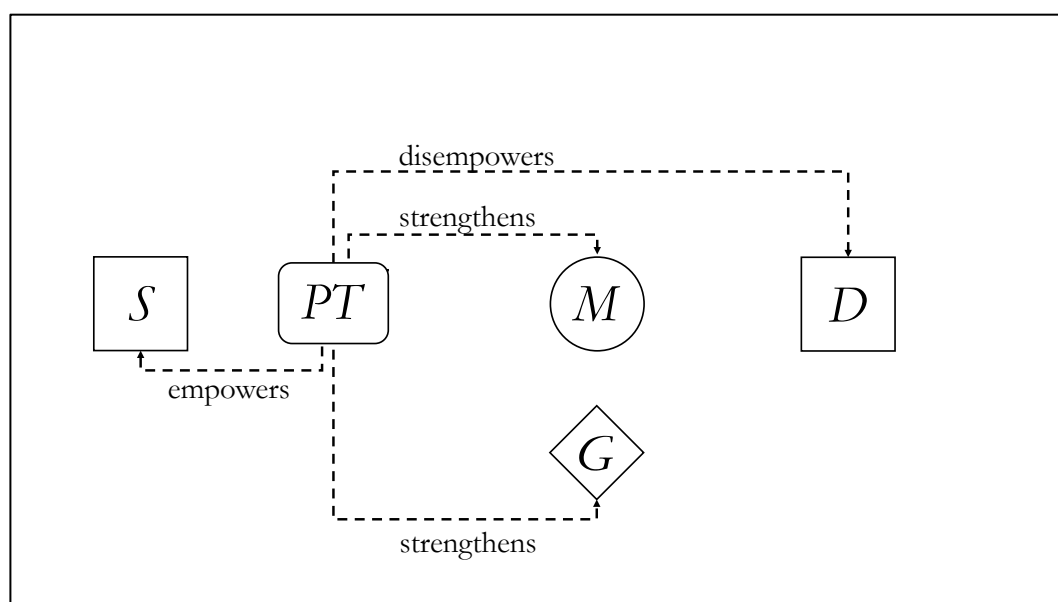 disempowers
strengthens
S PT M D
empowers
G
strengthens